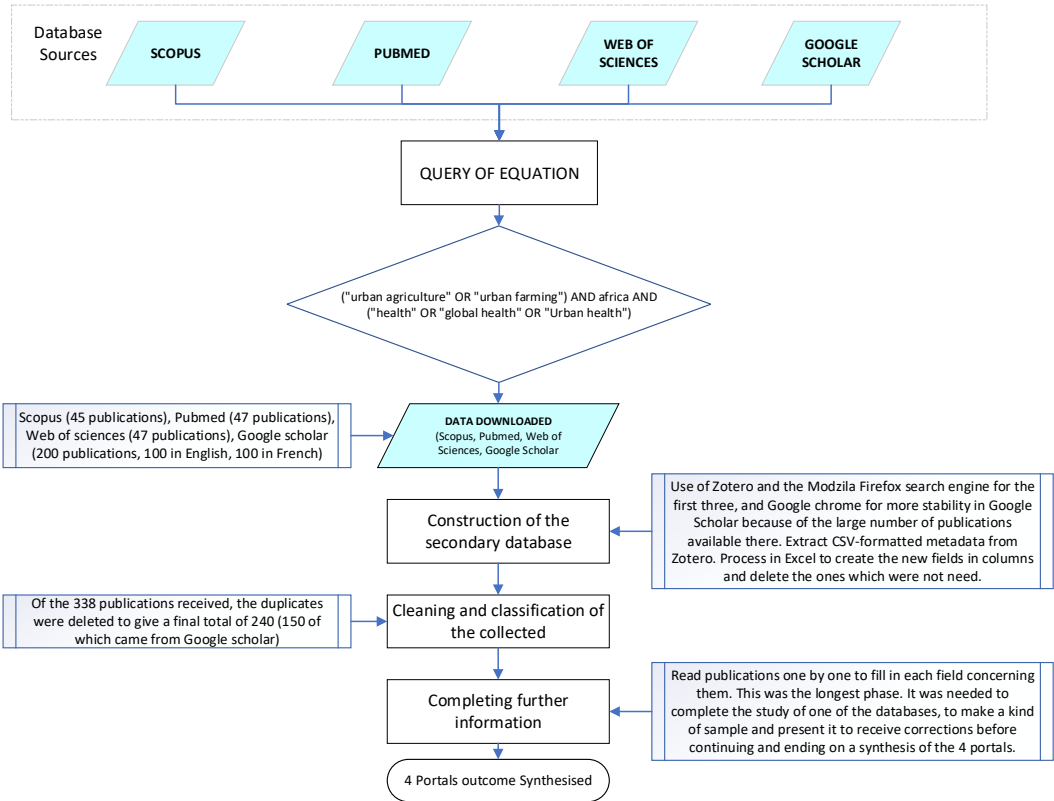 Database
Sources
SCOPUS
PUBMED
WEB OF
SCIENCES
GOOGLE
SCHOLAR
QUERY OF EQUATION
("urban agriculture" OR "urban farming") AND africa AND
("health" OR "global health" OR "Urban health")
Scopus (45 publications), Pubmed (47 publications),
Web of sciences (47 publications), Google scholar
(200 publications, 100 in English, 100 in French)
DATA DOWNLOADED
(Scopus, Pubmed, Web of
Sciences, Google Scholar
Construction of the
secondary database
Use of Zotero and the Modzila Firefox search engine for the
first three, and Google chrome for more stability in Google
Scholar because of the large number of publications
available there. Extract CSV-formatted metadata from
Zotero. Process in Excel to create the new fields in columns
and delete the ones which were not need.
Of the 338 publications received, the duplicates
were deleted to give a final total of 240 (150 of
which came from Google scholar)
Cleaning and classification of
the collected
Completing further
information
Read publications one by one to fill in each field concerning
them. This was the longest phase. It was needed to
complete the study of one of the databases, to make a kind
of sample and present it to receive corrections before
continuing and ending on a synthesis of the 4 portals.
4 Portals outcome Synthesised